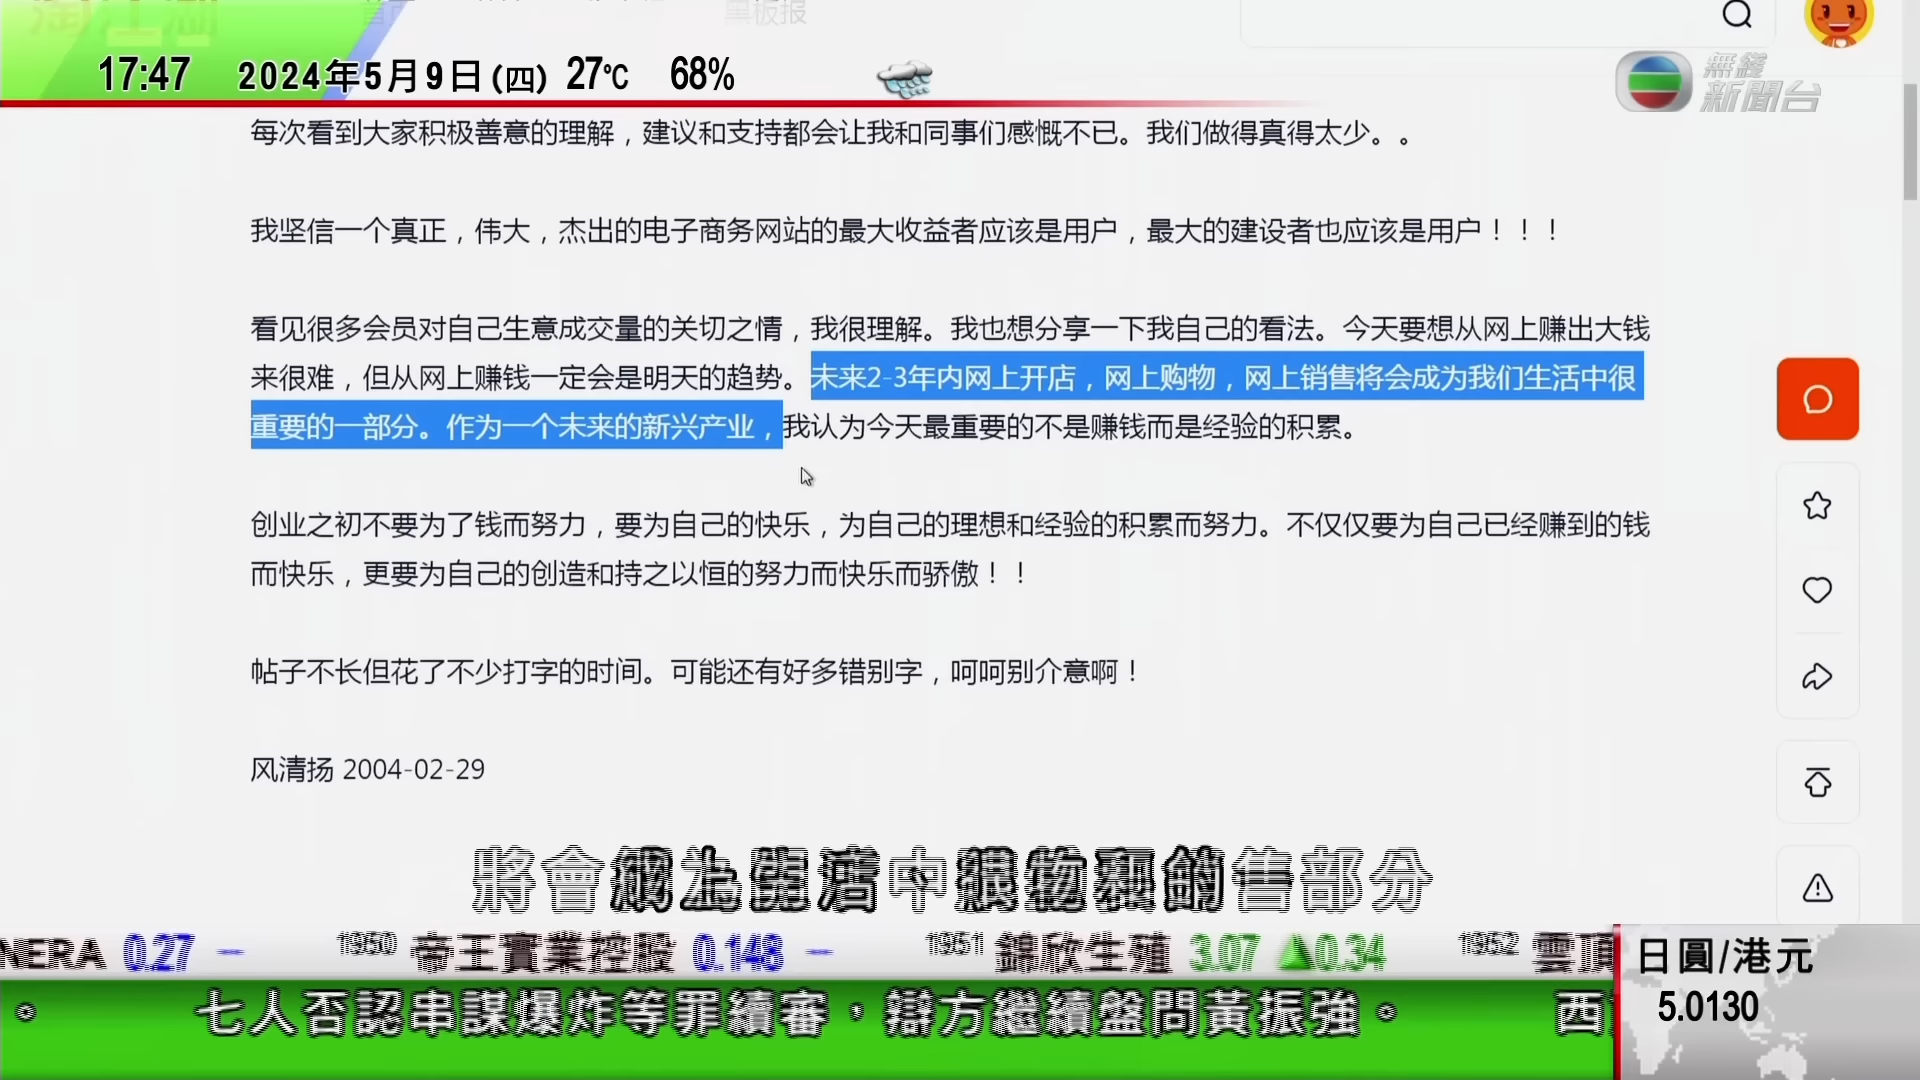 黑板报
17:47 2024年5月9日(四) 27℃ 68%
無綫
新聞台
每次看到大家积极善意的理解，建议和支持都会让我和同事们感慨不已。我们做得真得太少。。
我坚信一个真正，伟大，杰出的电子商务网站的最大收益者应该是用户，最大的建设者也应该是用户！！！
看见很多会员对自己生意成交量的关切之情，我很理解。我也想分享一下我自己的看法。今天要想从网上赚出大钱
来很难，但从网上赚钱一定会是明天的趋势。未来2-3年内网上开店，网上购物，网上销售将会成为我们生活中很
重要的一部分。作为一个未来的新兴产业，我认为今天最重要的不是赚钱而是经验的积累。
创业之初不要为了钱而努力，要为自己的快乐，为自己的理想和经验的积累而努力。不仅仅要为自己已经赚到的钱
而快乐，更要为自己的创造和持之以恒的努力而快乐而骄傲！！
帖子不长但花了不少打字的时间。可能还有好多错别字，呵呵别介意啊！
风清扬 2004-02-29
NERA 0.27 － 1950 帝王實業控股 0.148 － 1951 錦欣生殖 3.07 ▲0.34 1952 雲頂
。 七人否認串謀爆炸等罪續審，辯方繼續盤問黃振強。 西
日圓/港元
5.0130